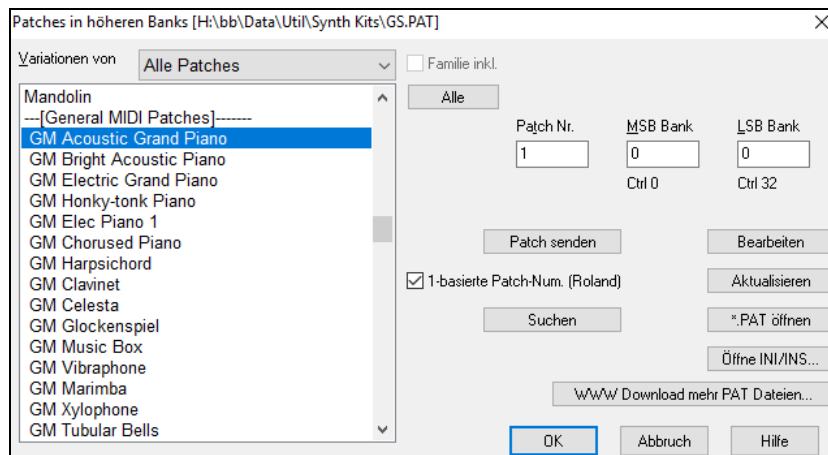 Patches in höheren Banks [H:\bb\Data\Util\Synth Kits\GS.PAT]
Variationen von
Alle Patches
Familie inkl.
Alle
Mandolin
---[General MIDI Patches]-------
GM Acoustic Grand Piano
GM Bright Acoustic Piano
GM Electric Grand Piano
GM Honky-tonk Piano
GM Elec Piano 1
GM Chorused Piano
GM Harpsichord
GM Clavinet
GM Celesta
GM Glockenspiel
GM Music Box
GM Vibraphone
GM Marimba
GM Xylophone
GM Tubular Bells
Patch Nr. MSB Bank LSB Bank
1 0 0
Ctrl 0 Ctrl 32
Patch senden Bearbeiten
1-basierte Patch-Num. (Roland) Aktualisieren
Suchen *.PAT öffnen
Öffne INI/INS...
WWW Download mehr PAT Dateien...
OK Abbruch Hilfe